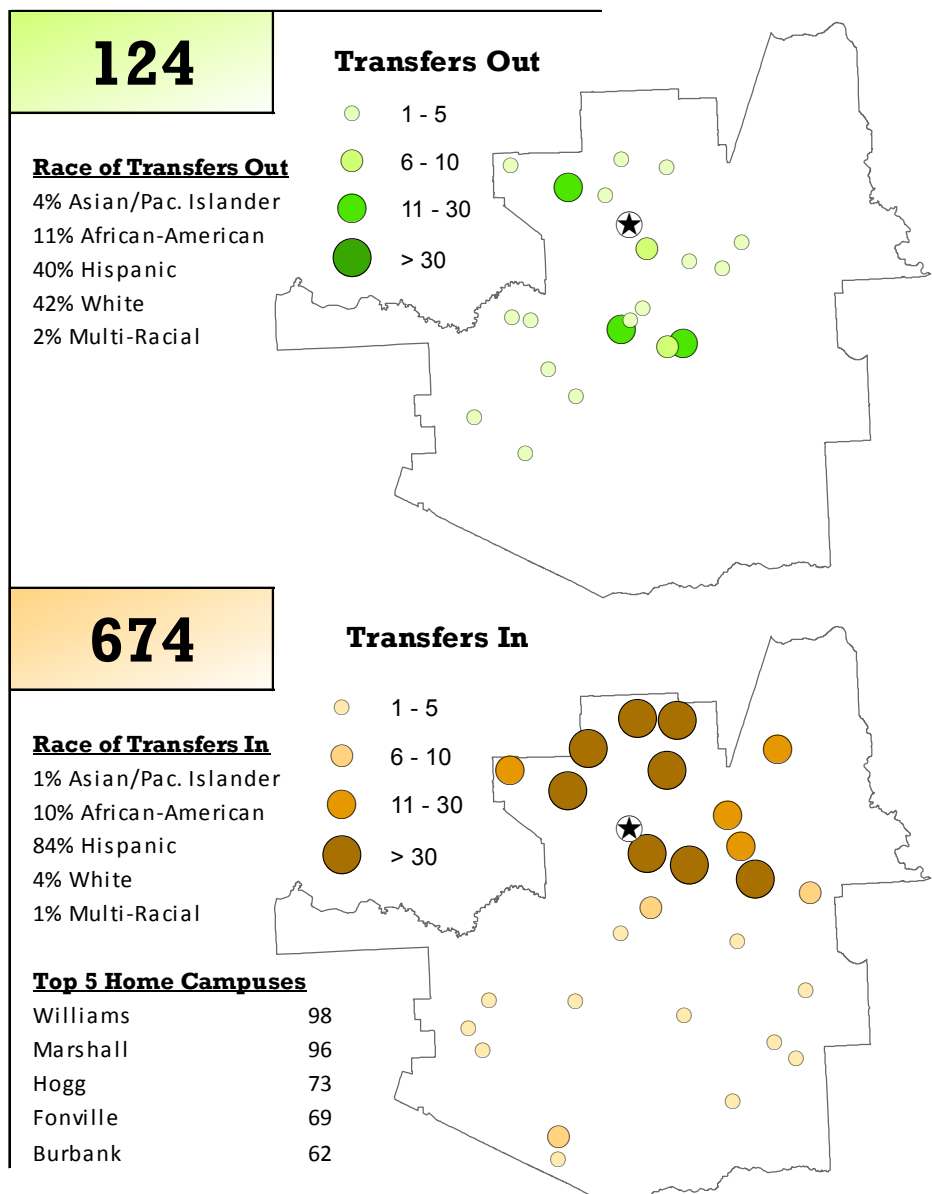 124
Transfers Out
1 - 5
6 - 10
11 - 30
> 30
Race of Transfers Out
4% Asian/Pac. Islander
11% African-American
40% Hispanic
42% White
2% Multi-Racial
674
Transfers In
1 - 5
6 - 10
11 - 30
> 30
Race of Transfers In
1% Asian/Pac. Islander
10% African-American
84% Hispanic
4% White
1% Multi-Racial
Top 5 Home Campuses
Williams 98
Marshall 96
Hogg 73
Fonville 69
Burbank 62